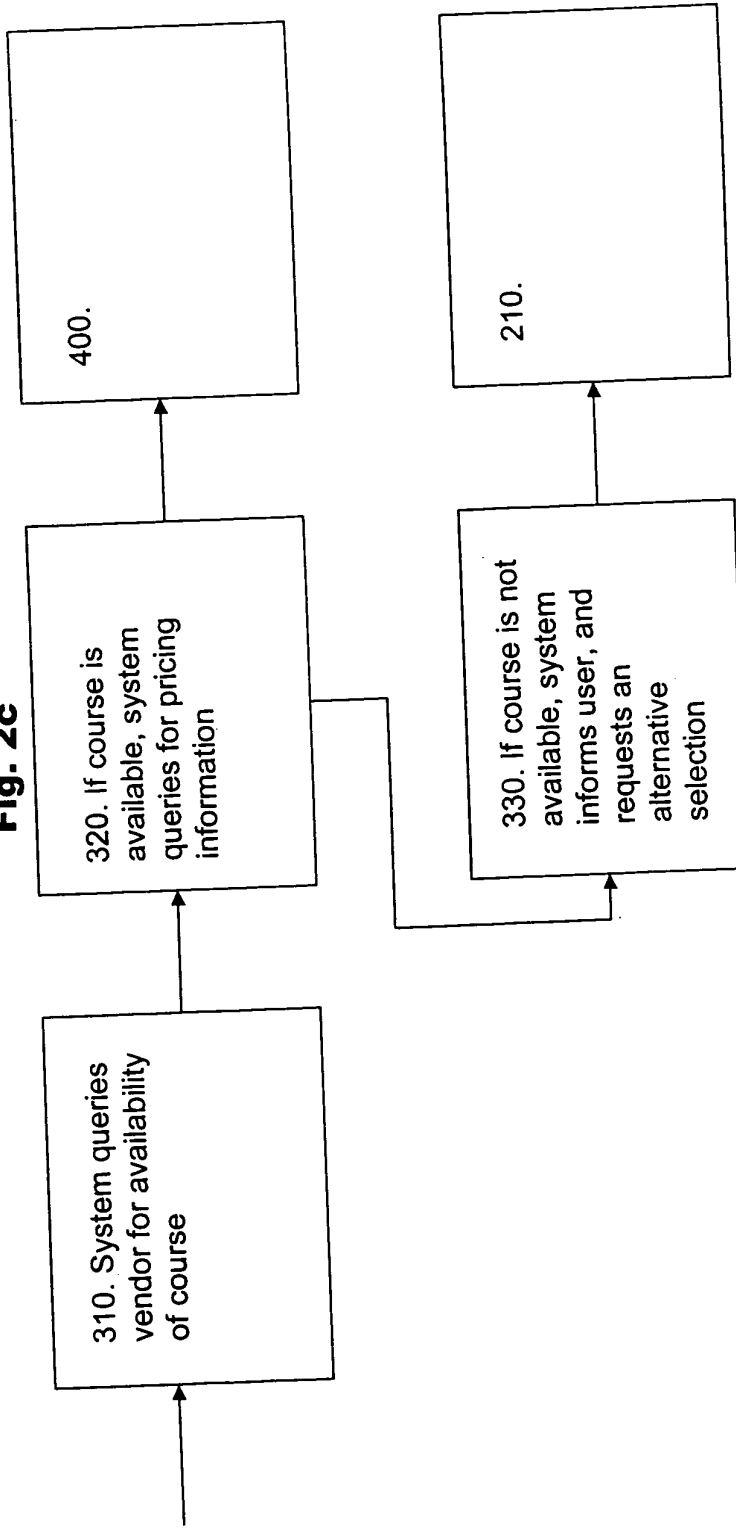 Fig. 2c
310. System queries
vendor for availability
of course
320. If course is
available, system
queries for pricing
information
400.
330. If course is not
available, system
informs user, and
requests an
alternative
selection
210.